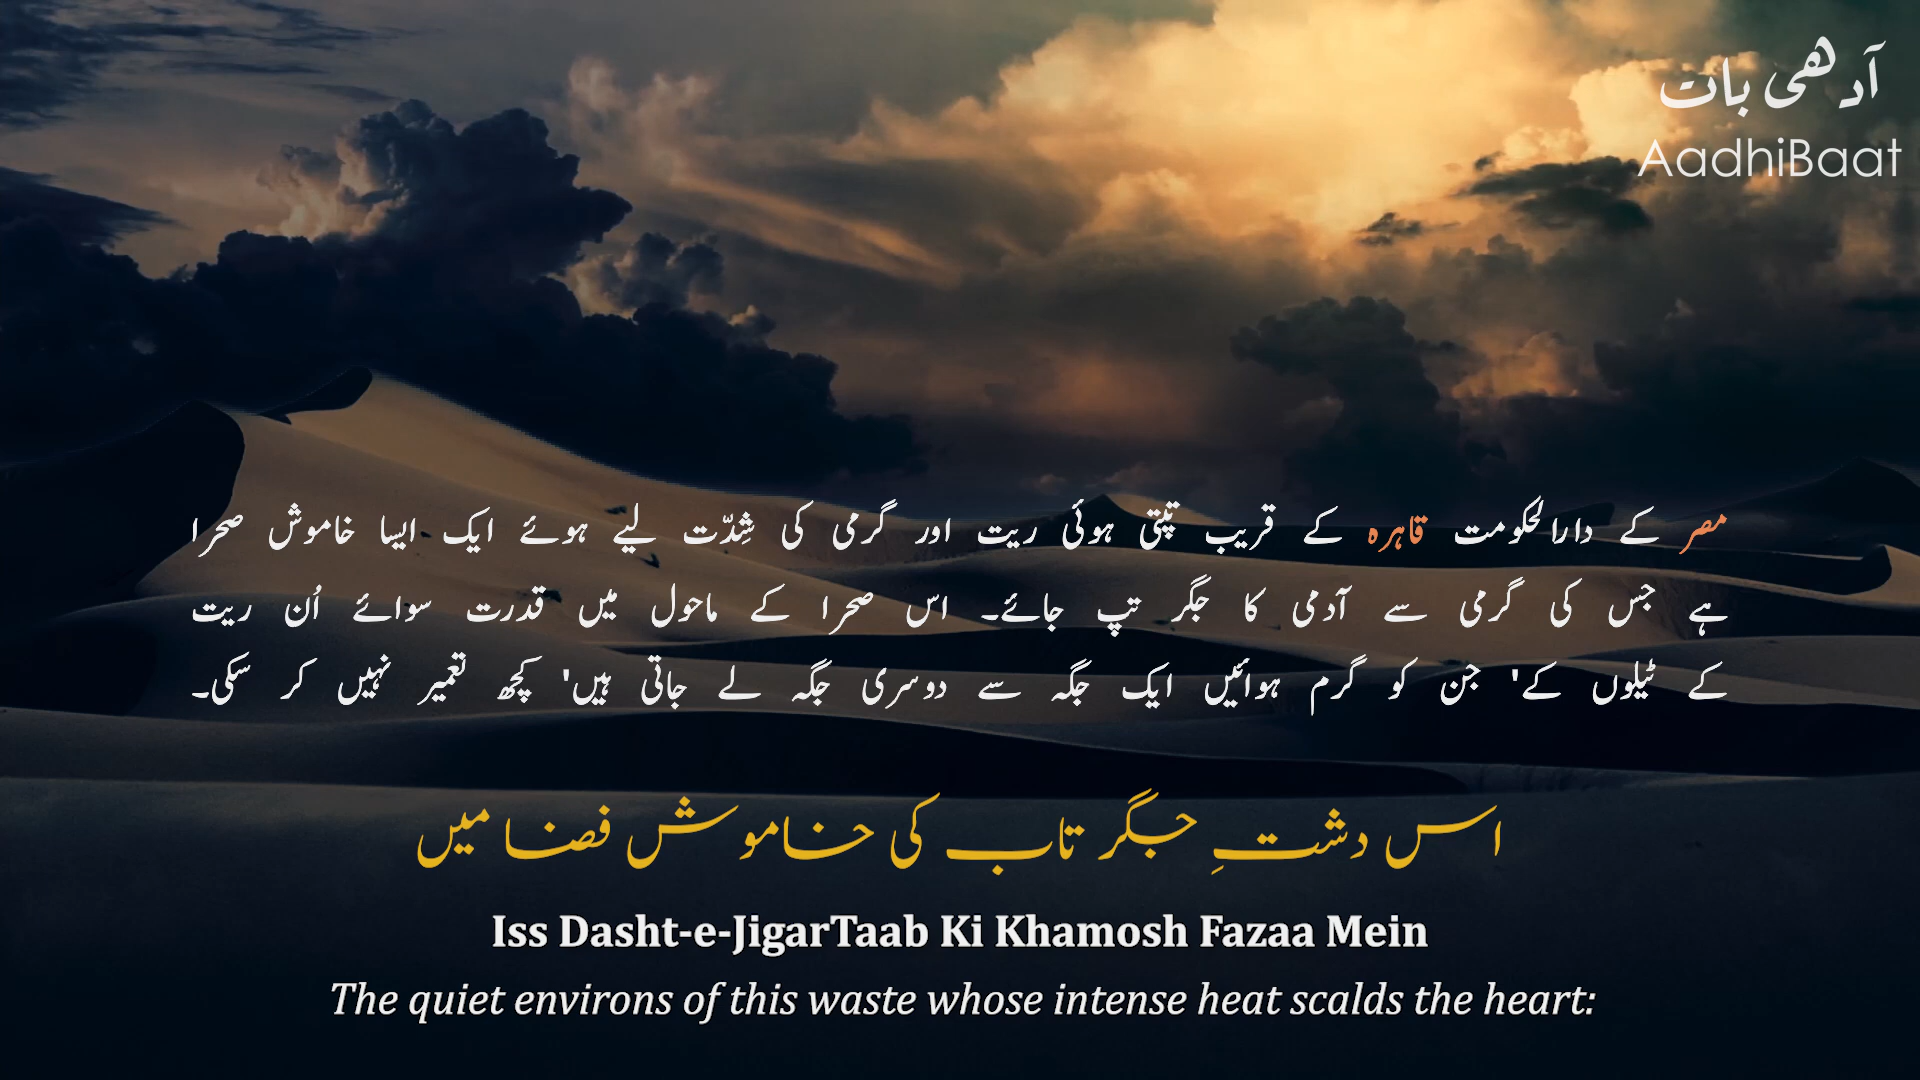 آدھی بات
AadhiBaat
مصر کے دارالحکومت قاہرہ کے قریب تپتی ہوئی ریت اور گرمی کی شِدّت لیے ہوئے ایک ایسا خاموش صحرا
ہے جس کی گرمی سے آدمی کا جگر تپ جائے۔ اس صحرا کے ماحول میں قدرت سوائے اُن ریت
کے ٹیلوں کے' جن کو گرم ہوائیں ایک جگہ سے دوسری جگہ لے جاتی ہیں' کچھ تعمیر نہیں کر سکی۔
اس دشتِ جگر تاب کی خاموش فضا میں
Iss Dasht-e-JigarTaab Ki Khamosh Fazaa Mein
The quiet environs of this waste whose intense heat scalds the heart: